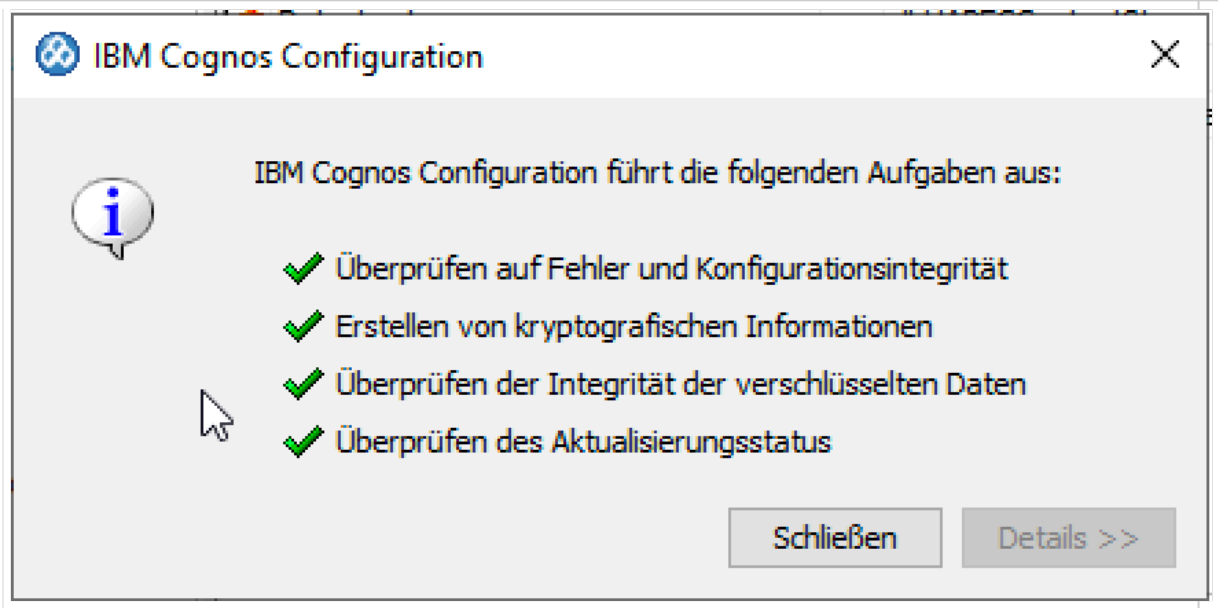 IBM Cognos Configuration
IBM Cognos Configuration führt die folgenden Aufgaben aus:
Überprüfen auf Fehler und Konfigurationsintegrität
Erstellen von kryptografischen Informationen
Überprüfen der Integrität der verschlüsselten Daten
Überprüfen des Aktualisierungsstatus
Schließen
Details >>